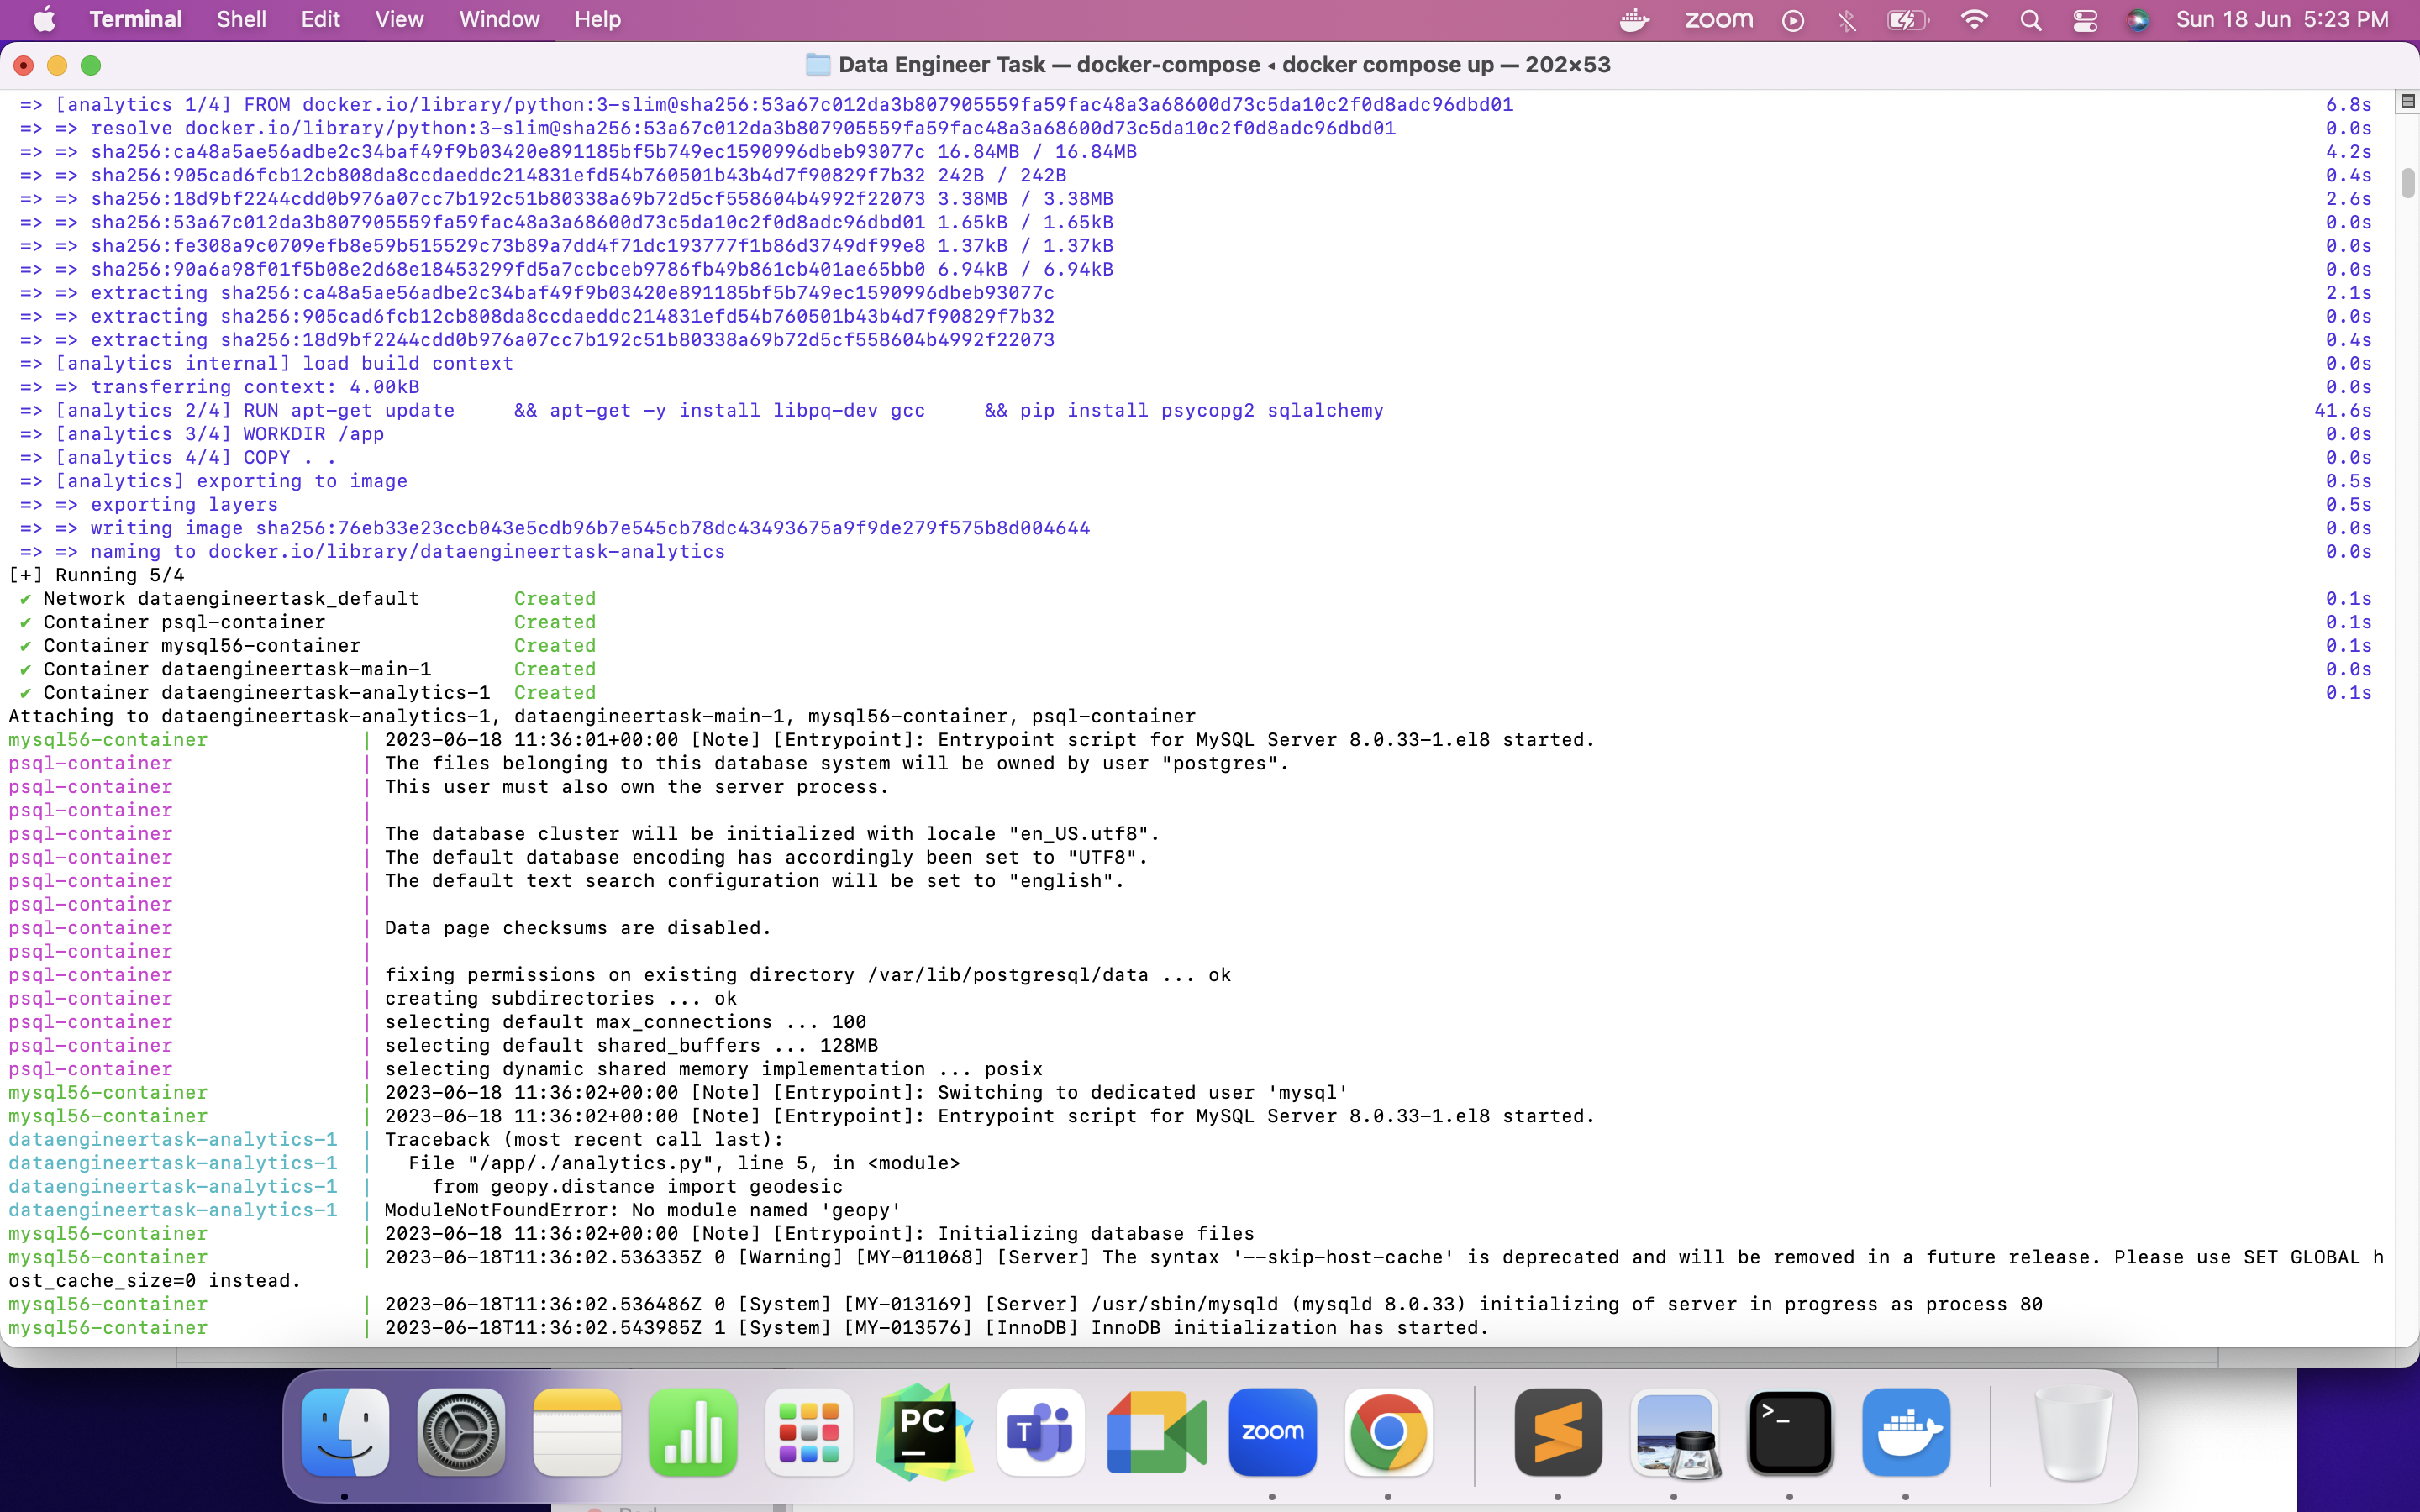 Terminal Shell Edit View Window Help zoom Sun 18 Jun 5:23 PM
Data Engineer Task — docker-compose ◂ docker compose up — 202×53
=> [analytics 1/4] FROM docker.io/library/python:3-slim@sha256:53a67c012da3b807905559fa59fac48a3a68600d73c5da10c2f0d8adc96dbd01 6.8s
=> => resolve docker.io/library/python:3-slim@sha256:53a67c012da3b807905559fa59fac48a3a68600d73c5da10c2f0d8adc96dbd01 0.0s
=> => sha256:ca48a5ae56adbe2c34baf49f9b03420e891185bf5b749ec1590996dbeb93077c 16.84MB / 16.84MB 4.2s
=> => sha256:905cad6fcb12cb808da8ccdaeddc214831efd54b760501b43b4d7f90829f7b32 242B / 242B 0.4s
=> => sha256:18d9bf2244cdd0b976a07cc7b192c51b80338a69b72d5cf558604b4992f22073 3.38MB / 3.38MB 2.6s
=> => sha256:53a67c012da3b807905559fa59fac48a3a68600d73c5da10c2f0d8adc96dbd01 1.65kB / 1.65kB 0.0s
=> => sha256:fe308a9c0709efb8e59b515529c73b89a7dd4f71dc193777f1b86d3749df99e8 1.37kB / 1.37kB 0.0s
=> => sha256:90a6a98f01f5b08e2d68e18453299fd5a7ccbceb9786fb49b861cb401ae65bb0 6.94kB / 6.94kB 0.0s
=> => extracting sha256:ca48a5ae56adbe2c34baf49f9b03420e891185bf5b749ec1590996dbeb93077c 2.1s
=> => extracting sha256:905cad6fcb12cb808da8ccdaeddc214831efd54b760501b43b4d7f90829f7b32 0.0s
=> => extracting sha256:18d9bf2244cdd0b976a07cc7b192c51b80338a69b72d5cf558604b4992f22073 0.4s
=> [analytics internal] load build context 0.0s
=> => transferring context: 4.00kB 0.0s
=> [analytics 2/4] RUN apt-get update     && apt-get -y install libpq-dev gcc     && pip install psycopg2 sqlalchemy 41.6s
=> [analytics 3/4] WORKDIR /app 0.0s
=> [analytics 4/4] COPY . . 0.0s
=> [analytics] exporting to image 0.5s
=> => exporting layers 0.5s
=> => writing image sha256:76eb33e23ccb043e5cdb96b7e545cb78dc43493675a9f9de279f575b8d004644 0.0s
=> => naming to docker.io/library/dataengineertask-analytics 0.0s
[+] Running 5/4
✔ Network dataengineertask_default Created 0.1s
✔ Container psql-container Created 0.1s
✔ Container mysql56-container Created 0.1s
✔ Container dataengineertask-main-1 Created 0.0s
✔ Container dataengineertask-analytics-1 Created 0.1s
Attaching to dataengineertask-analytics-1, dataengineertask-main-1, mysql56-container, psql-container
mysql56-container | 2023-06-18 11:36:01+00:00 [Note] [Entrypoint]: Entrypoint script for MySQL Server 8.0.33-1.el8 started.
psql-container | The files belonging to this database system will be owned by user "postgres".
psql-container | This user must also own the server process.
psql-container |
psql-container | The database cluster will be initialized with locale "en_US.utf8".
psql-container | The default database encoding has accordingly been set to "UTF8".
psql-container | The default text search configuration will be set to "english".
psql-container |
psql-container | Data page checksums are disabled.
psql-container |
psql-container | fixing permissions on existing directory /var/lib/postgresql/data ... ok
psql-container | creating subdirectories ... ok
psql-container | selecting default max_connections ... 100
psql-container | selecting default shared_buffers ... 128MB
psql-container | selecting dynamic shared memory implementation ... posix
mysql56-container | 2023-06-18 11:36:02+00:00 [Note] [Entrypoint]: Switching to dedicated user 'mysql'
mysql56-container | 2023-06-18 11:36:02+00:00 [Note] [Entrypoint]: Entrypoint script for MySQL Server 8.0.33-1.el8 started.
dataengineertask-analytics-1 | Traceback (most recent call last):
dataengineertask-analytics-1 | File "/app/./analytics.py", line 5, in <module>
dataengineertask-analytics-1 | from geopy.distance import geodesic
dataengineertask-analytics-1 | ModuleNotFoundError: No module named 'geopy'
mysql56-container | 2023-06-18 11:36:02+00:00 [Note] [Entrypoint]: Initializing database files
mysql56-container | 2023-06-18T11:36:02.536335Z 0 [Warning] [MY-011068] [Server] The syntax '--skip-host-cache' is deprecated and will be removed in a future release. Please use SET GLOBAL h
ost_cache_size=0 instead.
mysql56-container | 2023-06-18T11:36:02.536486Z 0 [System] [MY-013169] [Server] /usr/sbin/mysqld (mysqld 8.0.33) initializing of server in progress as process 80
mysql56-container | 2023-06-18T11:36:02.543985Z 1 [System] [MY-013576] [InnoDB] InnoDB initialization has started.
PC T zoom >_